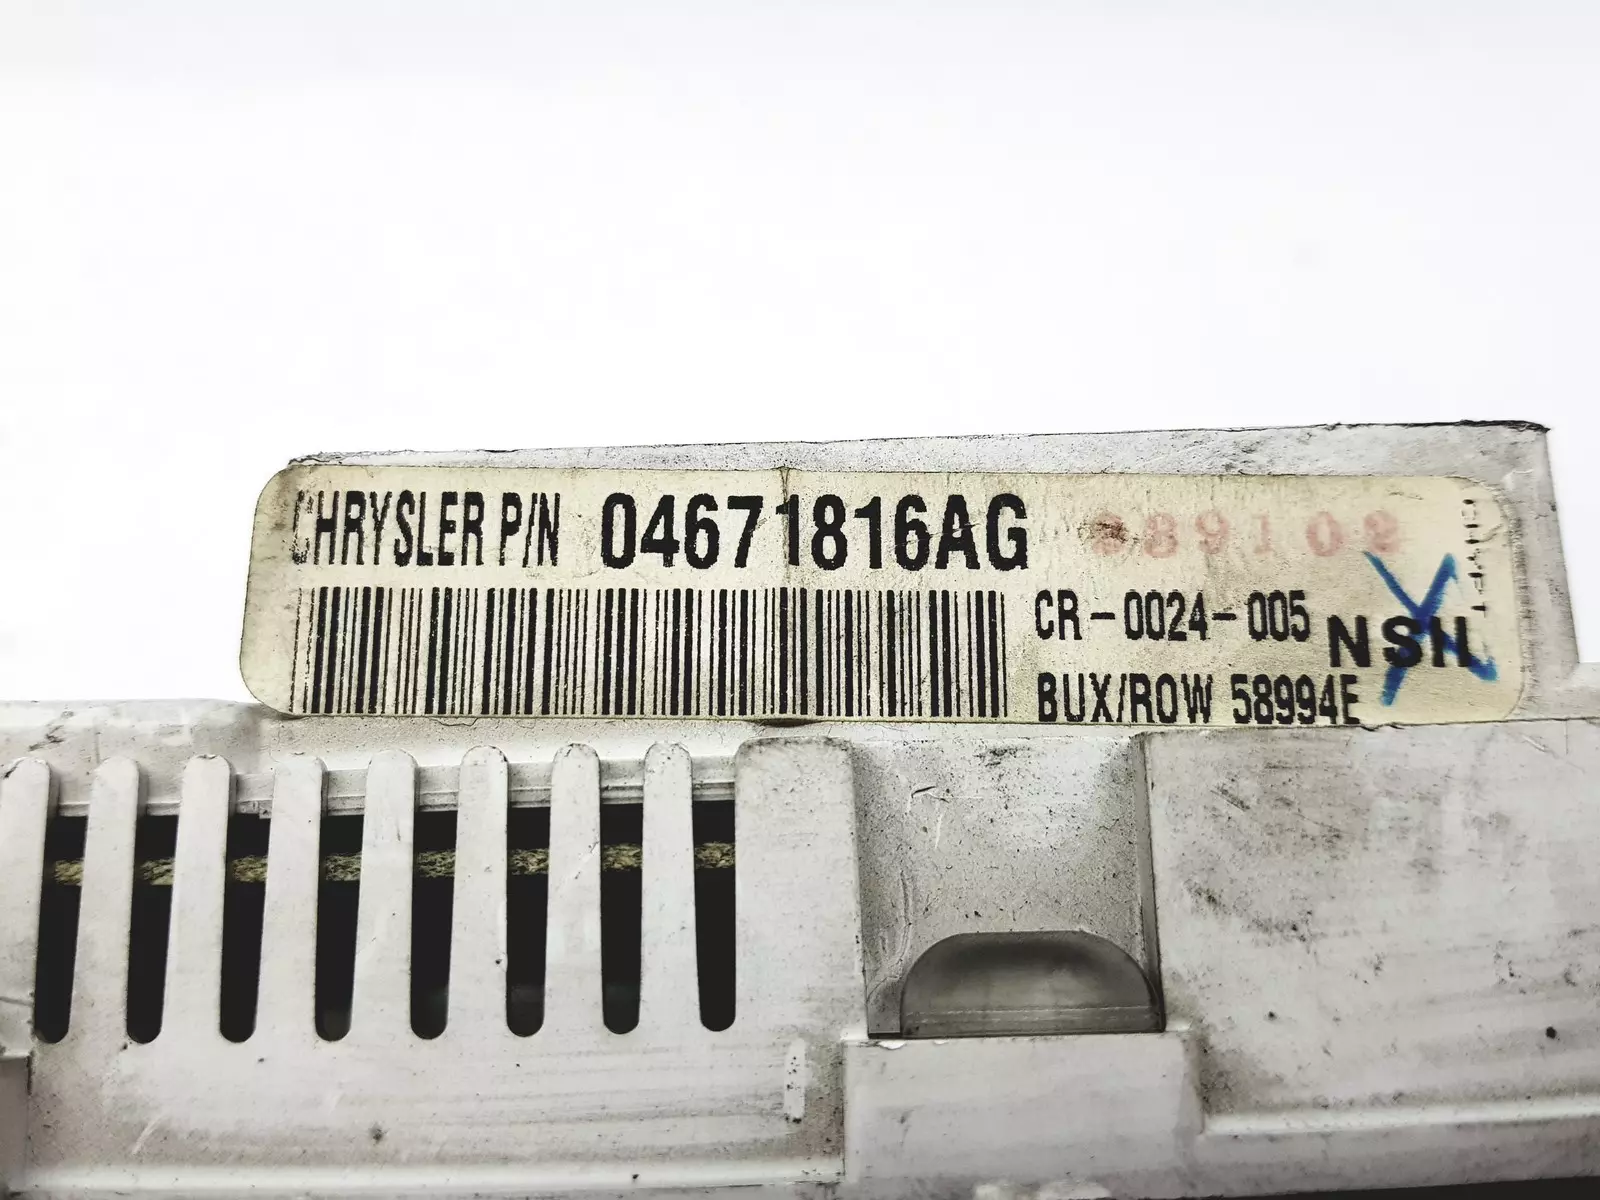 CHRYSLER P/N 04671816AG
CR-0024-005 NSH
BUX/ROW 58994E